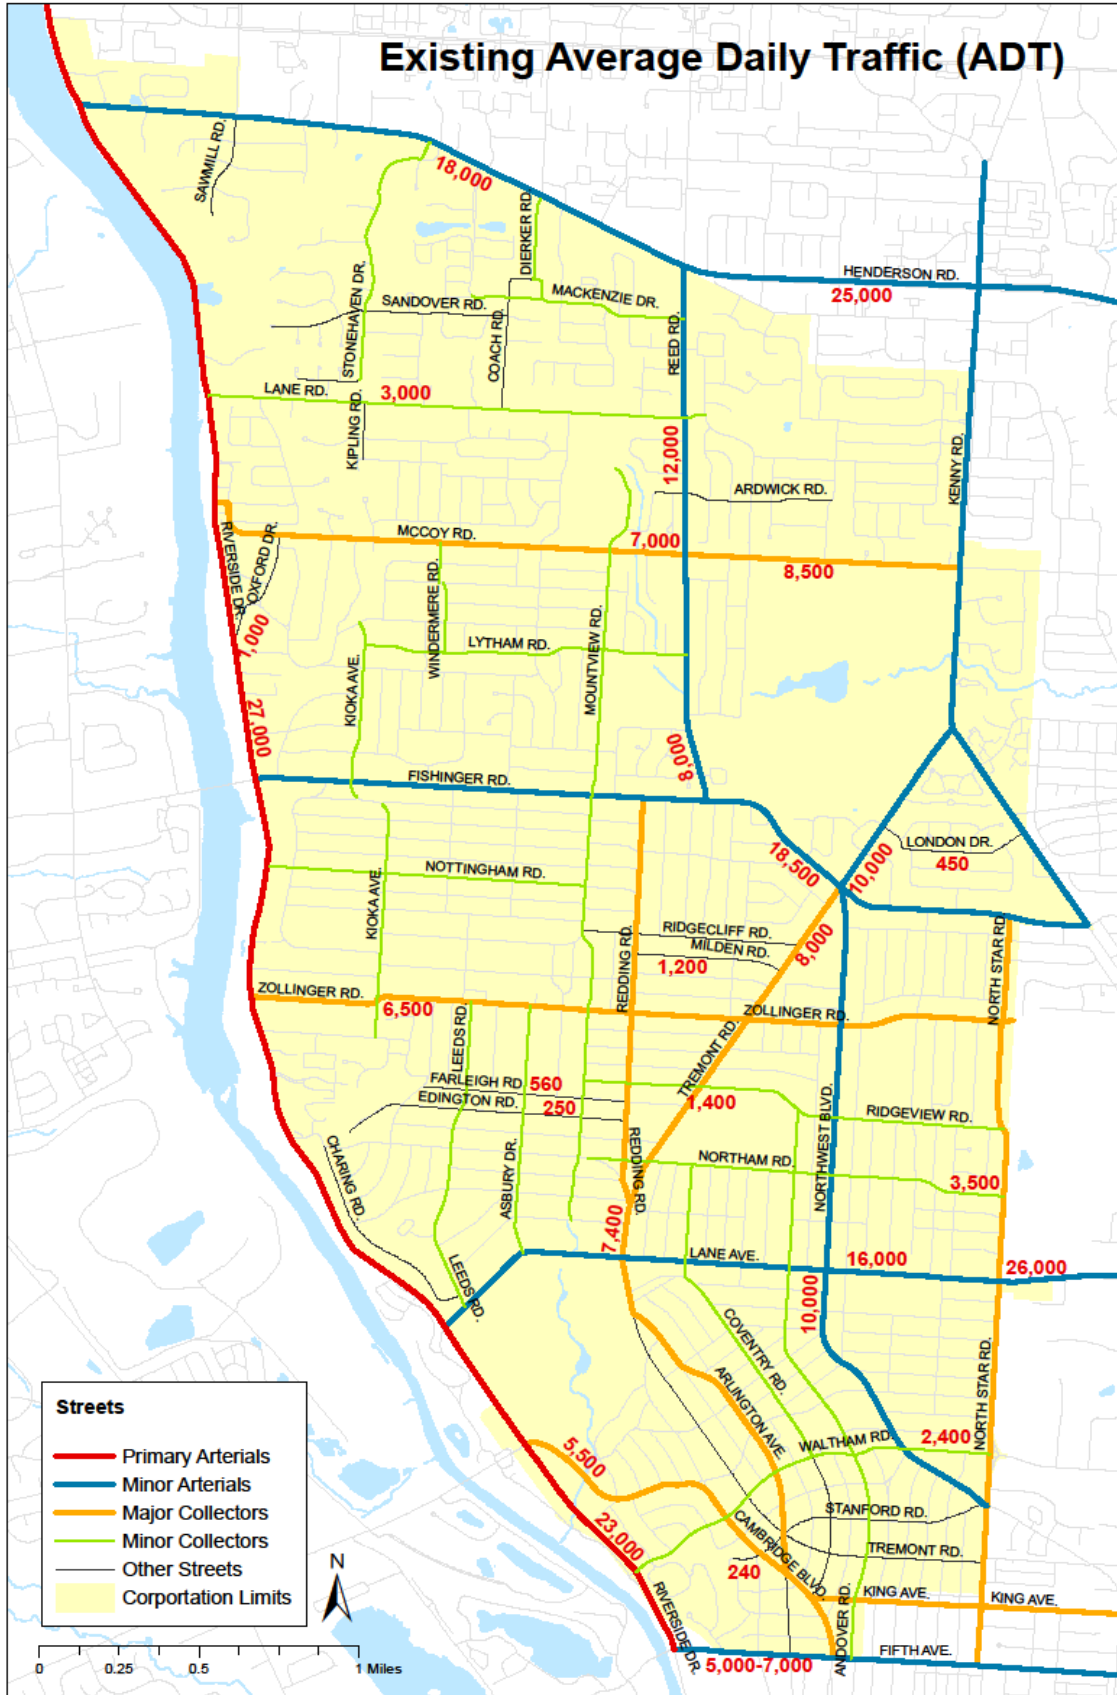 Existing Average Daily Traffic (ADT)
SAWMILL RD.
18,000
DIERKER RD.
HENDERSON RD.
25,000
STONEHAVEN DR.
SANDOVER RD.
MACKENZIE DR.
COACH RD.
REED RD.
LANE RD.
3,000
KIPLING RD.
12,000
KENNY RD.
ARDWICK RD.
MCCOY RD.
7,000
8,500
RIVERSIDE DR.
OXFORD DR.
1,000
WINDERMERE RD.
LYTHAM RD.
MOUNTVIEW RD.
KIOKA AVE.
27,000
8,000
FISHINGER RD.
18,500
10,000
LONDON DR.
450
NOTTINGHAM RD.
KIOKA AVE.
REDDING RD.
RIDGECLIFF RD.
MILDEN RD.
1,200
8,000
NORTH STAR RD.
ZOLLINGER RD.
6,500
ZOLLINGER RD.
LEEDS RD.
TREMONT RD.
FARLEIGH RD.
560
EDINGTON RD.
250
1,400
RIDGEVIEW RD.
CHARING RD.
ASBURY DR.
REDDING RD.
NORTHAM RD.
NORTHWEST BLVD.
3,500
7,400
LANE AVE.
16,000
26,000
LEEDS RD.
10,000
COVENTRY RD.
ARLINGTON AVE.
NORTH STAR RD.
WALTHAM RD.
2,400
5,500
STANFORD RD.
23,000
CAMBRIDGE BLVD.
TREMONT RD.
240
RIVERSIDE DR.
ANDOVER RD.
KING AVE.
KING AVE.
FIFTH AVE.
5,000-7,000
Streets
Primary Arterials
Minor Arterials
Major Collectors
Minor Collectors
Other Streets
Corportation Limits
N
0 0.25 0.5 1 Miles